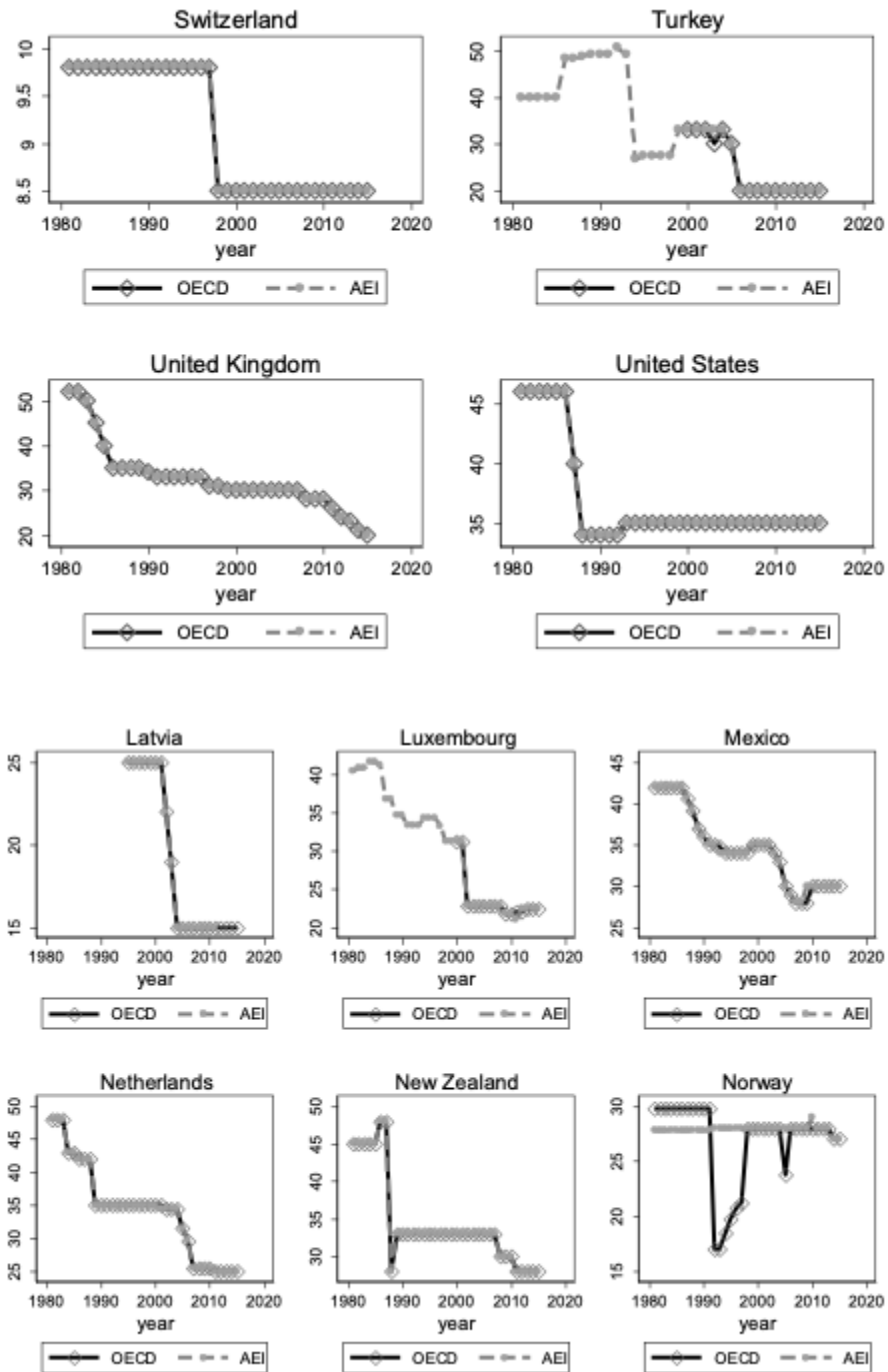 Switzerland
10
9.5
9
8.5
1980 1990 2000 2010 2020
year
OECD AEI
Turkey
50
40
30
20
1980 1990 2000 2010 2020
year
OECD AEI
United Kingdom
50
40
30
20
1980 1990 2000 2010 2020
year
OECD AEI
United States
45
40
35
1980 1990 2000 2010 2020
year
OECD AEI
Latvia
25
20
15
1980 1990 2000 2010 2020
year
OECD AEI
Luxembourg
40
35
30
25
20
1980 1990 2000 2010 2020
year
OECD AEI
Mexico
45
40
35
30
25
1980 1990 2000 2010 2020
year
OECD AEI
Netherlands
50
45
40
35
30
25
1980 1990 2000 2010 2020
year
OECD AEI
New Zealand
50
45
40
35
30
1980 1990 2000 2010 2020
year
OECD AEI
Norway
30
25
20
15
1980 1990 2000 2010 2020
year
OECD AEI